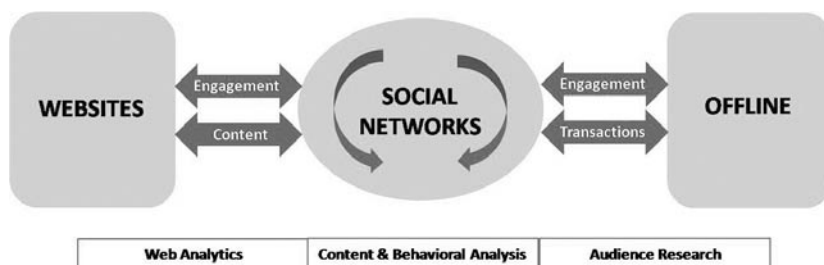 WEBSITES
Engagement
Content
SOCIAL
NETWORKS
Engagement
Transactions
OFFLINE
Web Analytics
Content & Behavioral Analysis
Audience Research